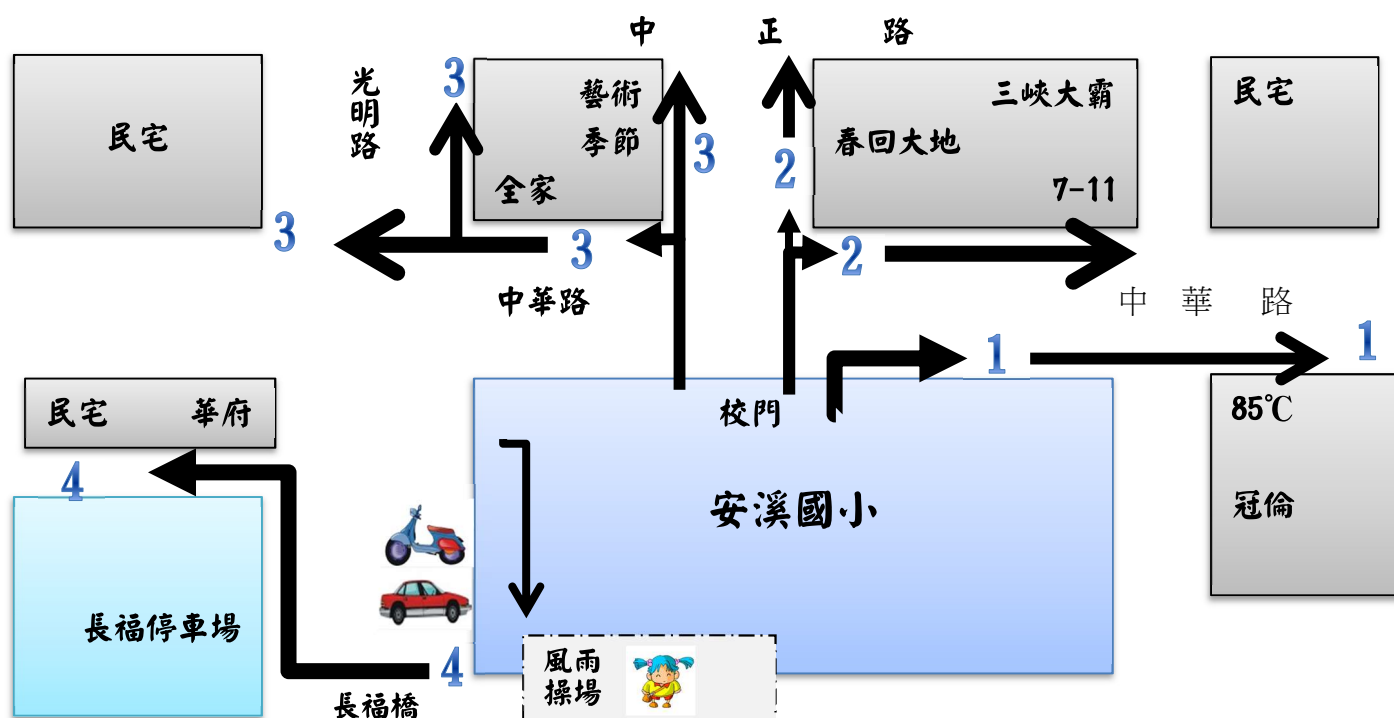 中 正 路
民宅
光明路
3
藝術
季節
全家
3
2
三峽大霸
春回大地
7-11
民宅
3
3
2
中華路
中 華 路
1
1
民宅 華府
校門
85℃
4
安溪國小
冠倫
長福停車場
4
風雨
操場
長福橋